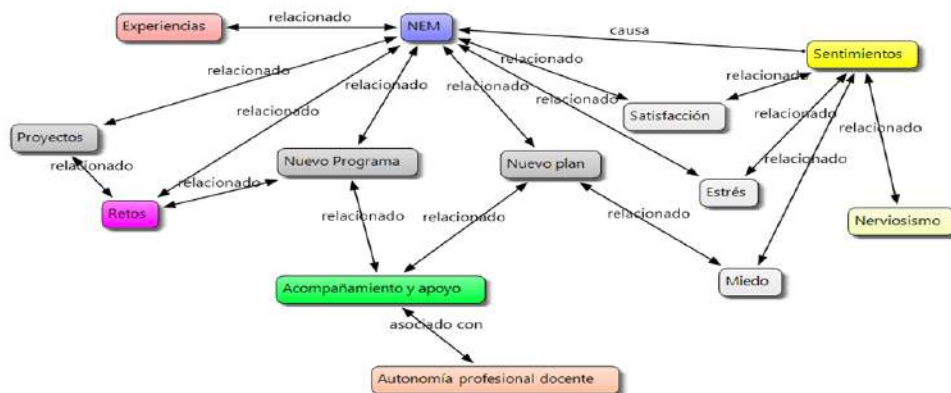 relacionado
Experiencias
NEM
causa
Sentimientos
relacionado
relacionado
relacionado
relacionado
relacionado
relacionado
Satisfacción
relacionado
relacionado
Proyectos
relacionado
Nuevo Programa
Nuevo plan
relacionado
relacionado
Estrés
Retos
relacionado
relacionado
relacionado
Nerviosismo
Acompañamiento y apoyo
Miedo
asociado con
Autonomía profesional docente